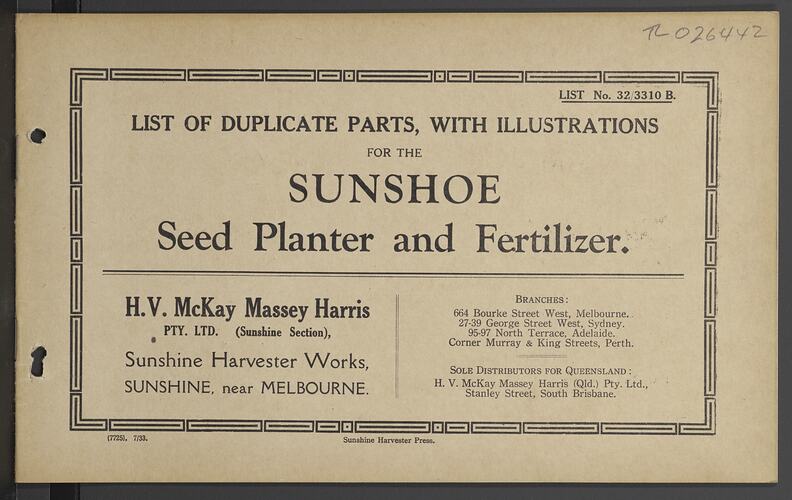 TL 026442
LIST No. 32/3310 B.
LIST OF DUPLICATE PARTS, WITH ILLUSTRATIONS
FOR THE
SUNSHOE
Seed Planter and Fertilizer.
H.V. McKay Massey Harris
PTY. LTD. (Sunshine Section),
Sunshine Harvester Works,
SUNSHINE, near MELBOURNE.
BRANCHES:
664 Bourke Street West, Melbourne.
27-39 George Street West, Sydney.
95-97 North Terrace, Adelaide.
Corner Murray & King Streets, Perth.
SOLE DISTRIBUTORS FOR QUEENSLAND:
H. V. McKay Massey Harris (Qld.) Pty. Ltd.,
Stanley Street, South Brisbane.
(7725), 7/33.
Sunshine Harvester Press.